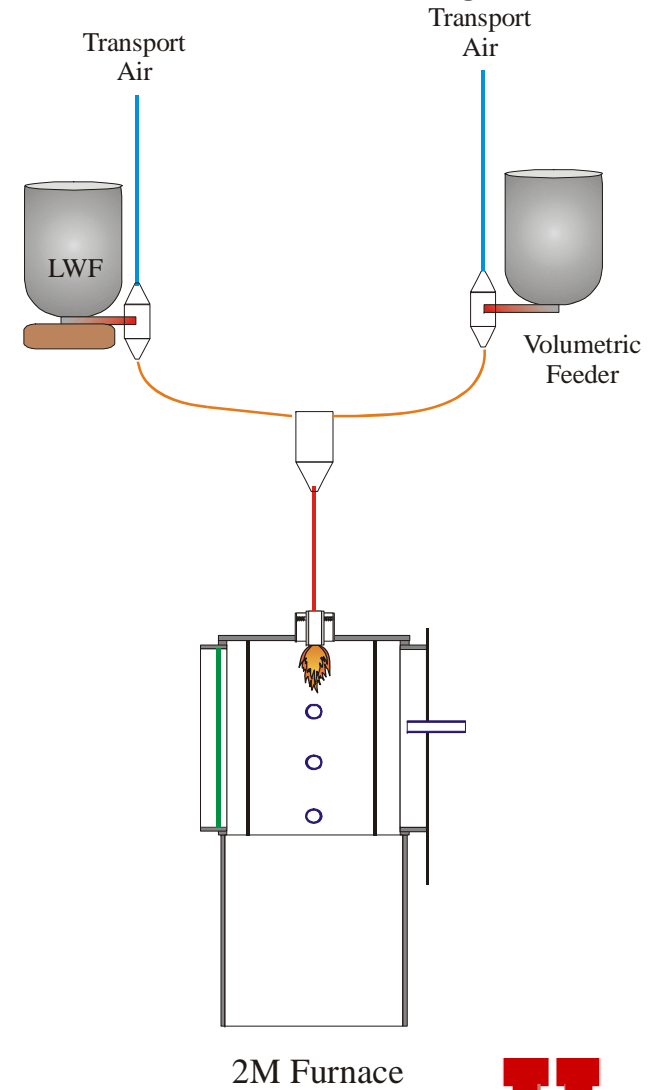 Transport
Air
Transport
Air
LWF
Volumetric
Feeder
2M Furnace